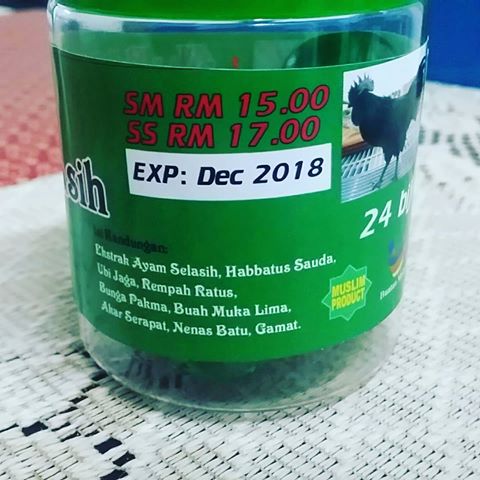 SM RM 15.00
SS RM 17.00
EXP: Dec 2018
sih
24 bi
Kandungan:
Ekstrak Ayam Selasih, Habbatus Sauda,
Ubi Jaga, Rempah Ratus,
Bunga Pakma, Buah Muka Lima,
Akar Serapat, Nenas Batu, Gamat.
MUSLIM
PRODUCT